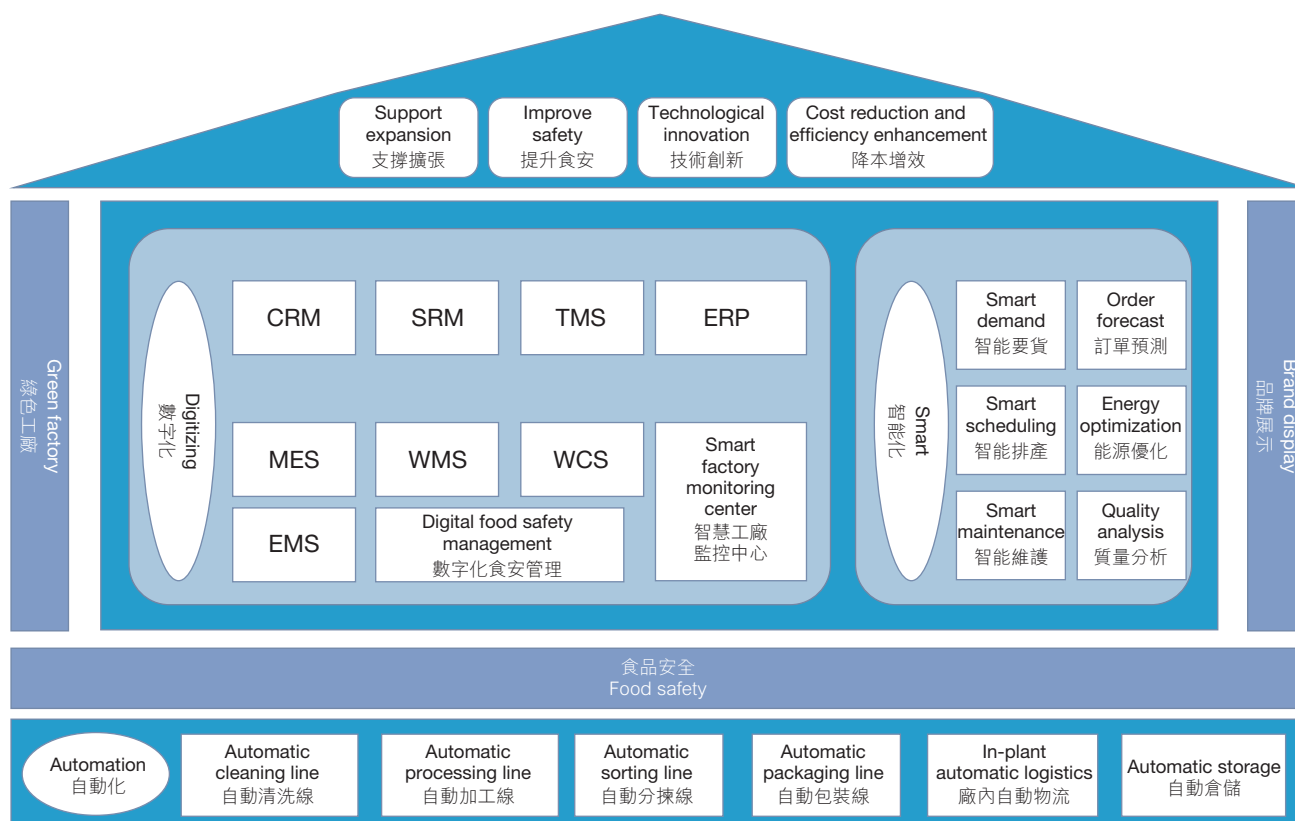 Support
expansion
支撐擴張
Improve
safety
提升食安
Technological
innovation
技術創新
Cost reduction and
efficiency enhancement
降本增效
Green factory
綠色工廠
Digitizing
數字化
CRM
SRM
TMS
ERP
MES
WMS
WCS
EMS
Digital food safety
management
數字化食安管理
Smart
factory
monitoring
center
智慧工廠
監控中心
Smart
智能化
Smart
demand
智能要貨
Order
forecast
訂單預測
Smart
scheduling
智能排產
Energy
optimization
能源優化
Smart
maintenance
智能維護
Quality
analysis
質量分析
Brand display
品牌展示
食品安全
Food safety
Automation
自動化
Automatic
cleaning line
自動清洗線
Automatic
processing line
自動加工線
Automatic
sorting line
自動分揀線
Automatic
packaging line
自動包裝線
In-plant
automatic logistics
廠內自動物流
Automatic storage
自動倉儲